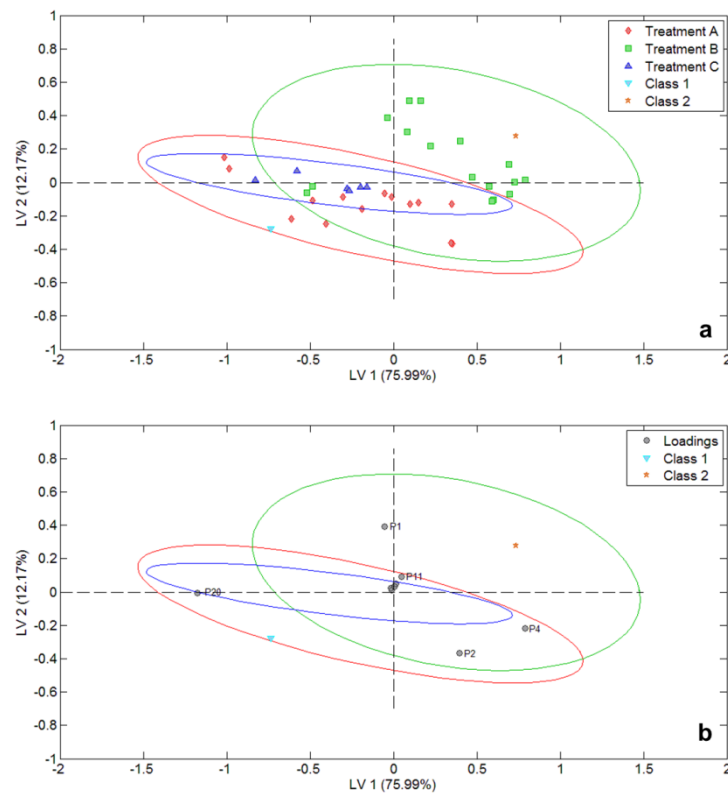 1
0.8
0.6
0.4
0.2
0
-0.2
-0.4
-0.6
-0.8
-1
LV 2 (12.17%)
Treatment A
Treatment B
Treatment C
Class 1
Class 2
a
-2 -1.5 -1 -0.5 0 0.5 1 1.5 2
LV 1 (75.99%)
1
0.8
0.6
0.4
0.2
0
-0.2
-0.4
-0.6
-0.8
-1
LV 2 (12.17%)
Loadings
Class 1
Class 2
P1
P11
P20
P4
P2
b
-2 -1.5 -1 -0.5 0 0.5 1 1.5 2
LV 1 (75.99%)